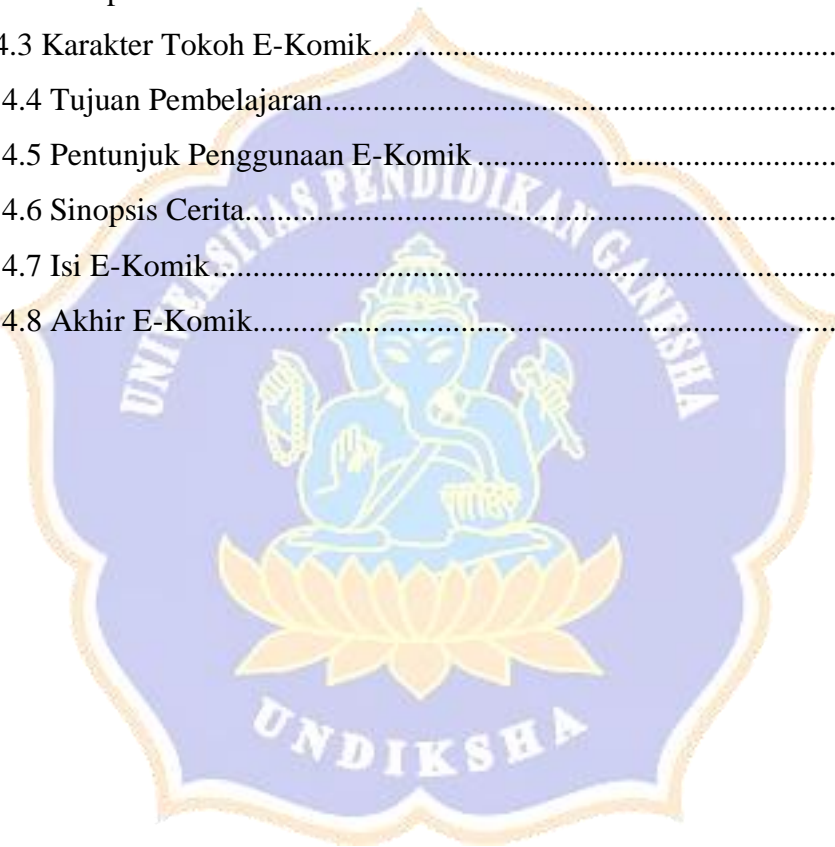 4.3 Karakter Tokoh E-Komik........................................................
4.4 Tujuan Pembelajaran..............................................................
4.5 Pentunjuk Penggunaan E-Komik............................................
4.6 Sinopsis Cerita........................................................................
4.7 Isi E-Komik............................................................................
4.8 Akhir E-Komik.......................................................................
UNIVERSITAS PENDIDIKAN GANESHA
UNDIKSHA